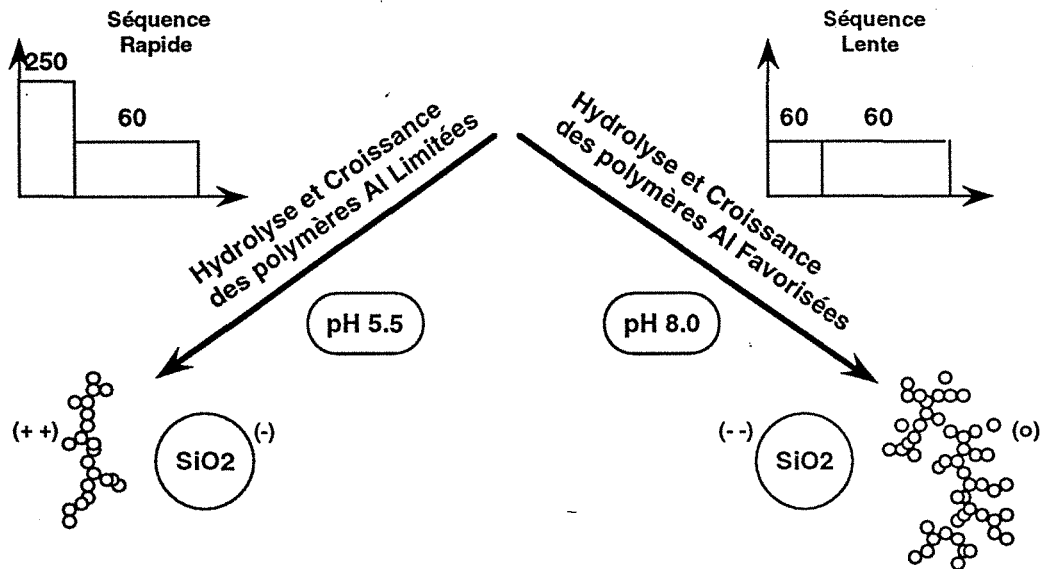 Séquence
Rapide
250
60
Hydrolyse et Croissance
des polymères Al Limitées
pH 5.5
(+ +)
SiO2
(-)
Séquence
Lente
60
60
Hydrolyse et Croissance
des polymères Al Favorisées
pH 8.0
(- -)
SiO2
(o)